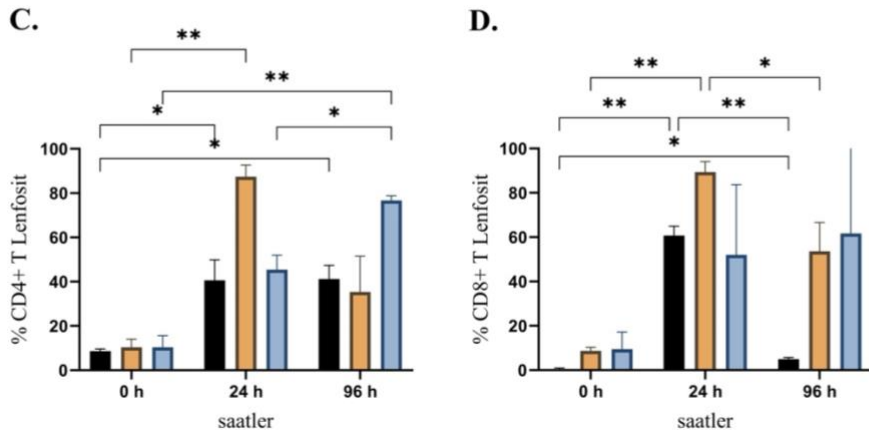 C.
**
**
*
*
*
100
80
60
40
20
0
% CD4+ T Lenfosit
0 h
24 h
96 h
saatler
D.
**
*
**
**
*
100
80
60
40
20
0
% CD8+ T Lenfosit
0 h
24 h
96 h
saatler